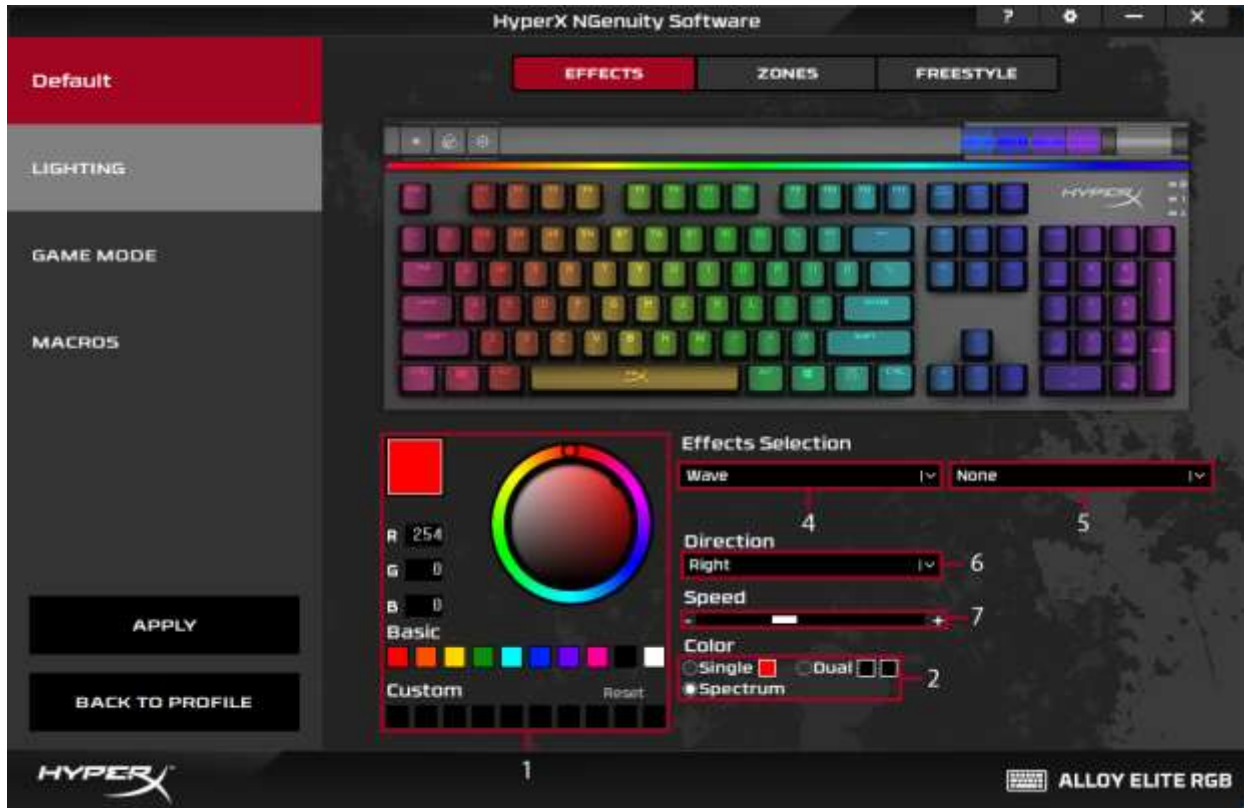 HyperX NGenuity Software
?
Default
EFFECTS
ZONES
FREESTYLE
LIGHTING
GAME MODE
MACROS
HYPERX
Effects Selection
Wave
None
4
5
Direction
Right
6
Speed
-
+
7
Color
Single
Dual
Spectrum
2
R 254
G 0
B 0
Basic
Custom
Reset
1
APPLY
BACK TO PROFILE
HYPERX
ALLOY ELITE RGB